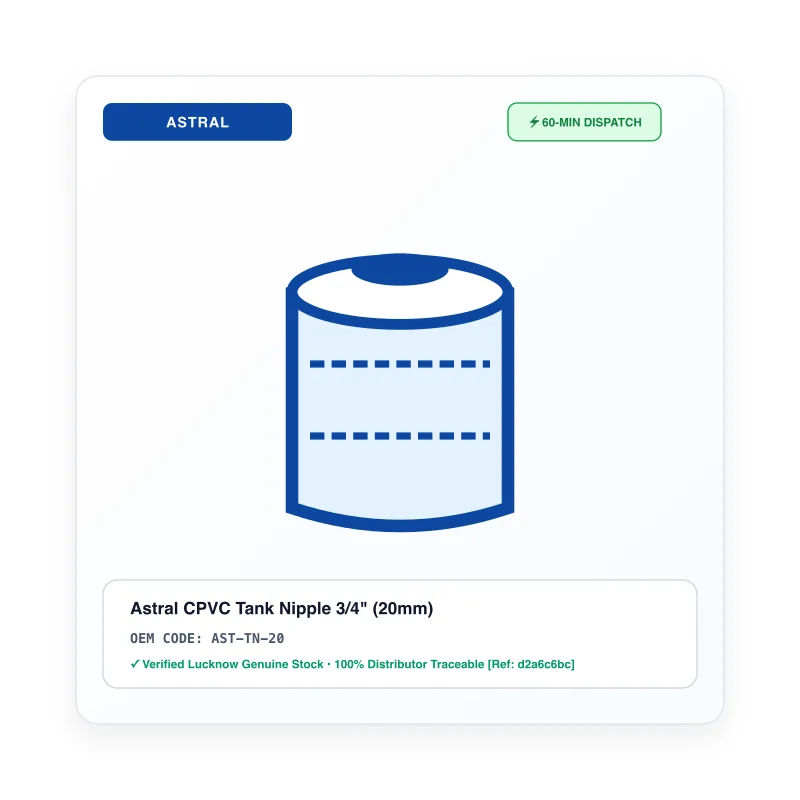 ASTRAL
⚡60-MIN DISPATCH
Astral CPVC Tank Nipple 3/4" (20mm)
OEM CODE: AST-TN-20
✓ Verified Lucknow Genuine Stock · 100% Distributor Traceable [Ref: d2a6c6bc]